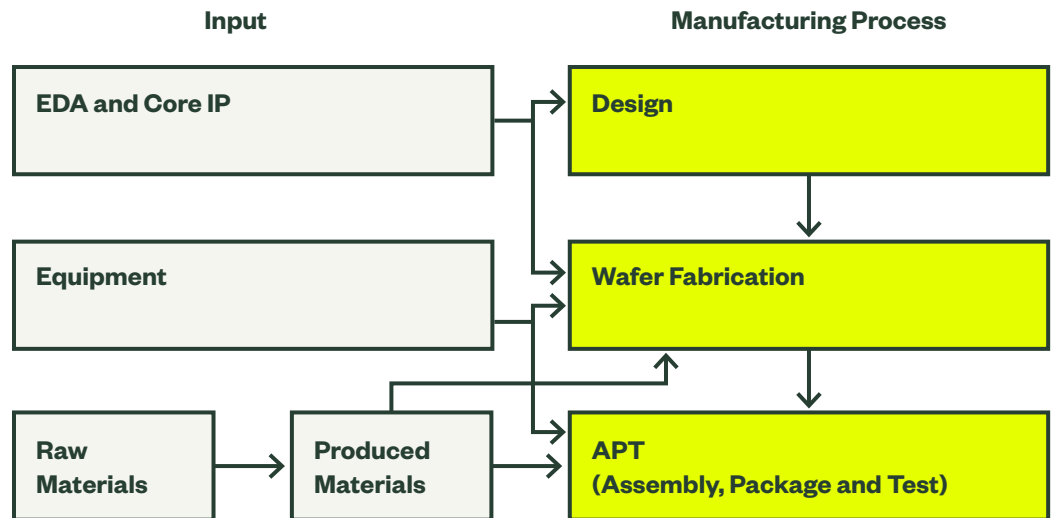 Input
Manufacturing Process
EDA and Core IP
Design
Equipment
Wafer Fabrication
Raw
Materials
Produced
Materials
APT
(Assembly, Package and Test)